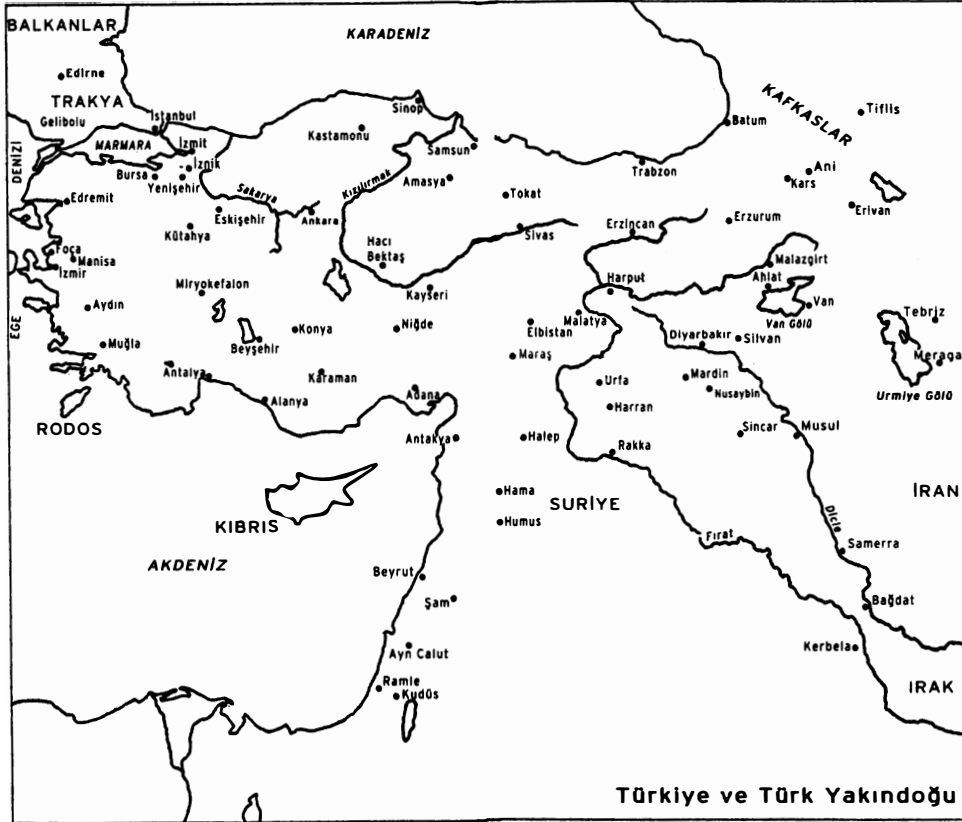 BALKANLAR
KARADENİZ
Edirne
TRAKYA
KAFKASLAR
Tiflis
Gelibolu
İstanbul
Sinop
Batum
MARMARA
Kastamonu
DENİZİ
İzmit
Samsun
İznik
Trabzon
Ani
Bursa
Yenişehir
Kars
Amasya
Sakarya
Kızılırmak
Tokat
Edremit
Erivan
Eskişehir
Ankara
Erzincan
Erzurum
Kütahya
Sivas
Foça
Hacı
Bektaş
Manisa
Malazgirt
İzmir
Harput
Ahlat
Miryokefalon
Kayseri
Van
Aydın
EGE
Malatya
Van Gölü
Tebriz
Konya
Niğde
Elbistan
Diyarbakır
Silvan
Muğla
Beyşehir
Maraş
Meraga
Antalya
Karaman
Urfa
Mardin
Nusaybin
Urmiye Gölü
Adana
Alanya
Harran
RODOS
Antakya
Halep
Sincar
Musul
Rakka
Hama
SURİYE
İRAN
KIBRIS
Humus
Dicle
Fırat
Samerra
AKDENİZ
Beyrut
Şam
Bağdat
Ayn Calut
Kerbela
Ramle
Kudüs
IRAK
Türkiye ve Türk Yakındoğu